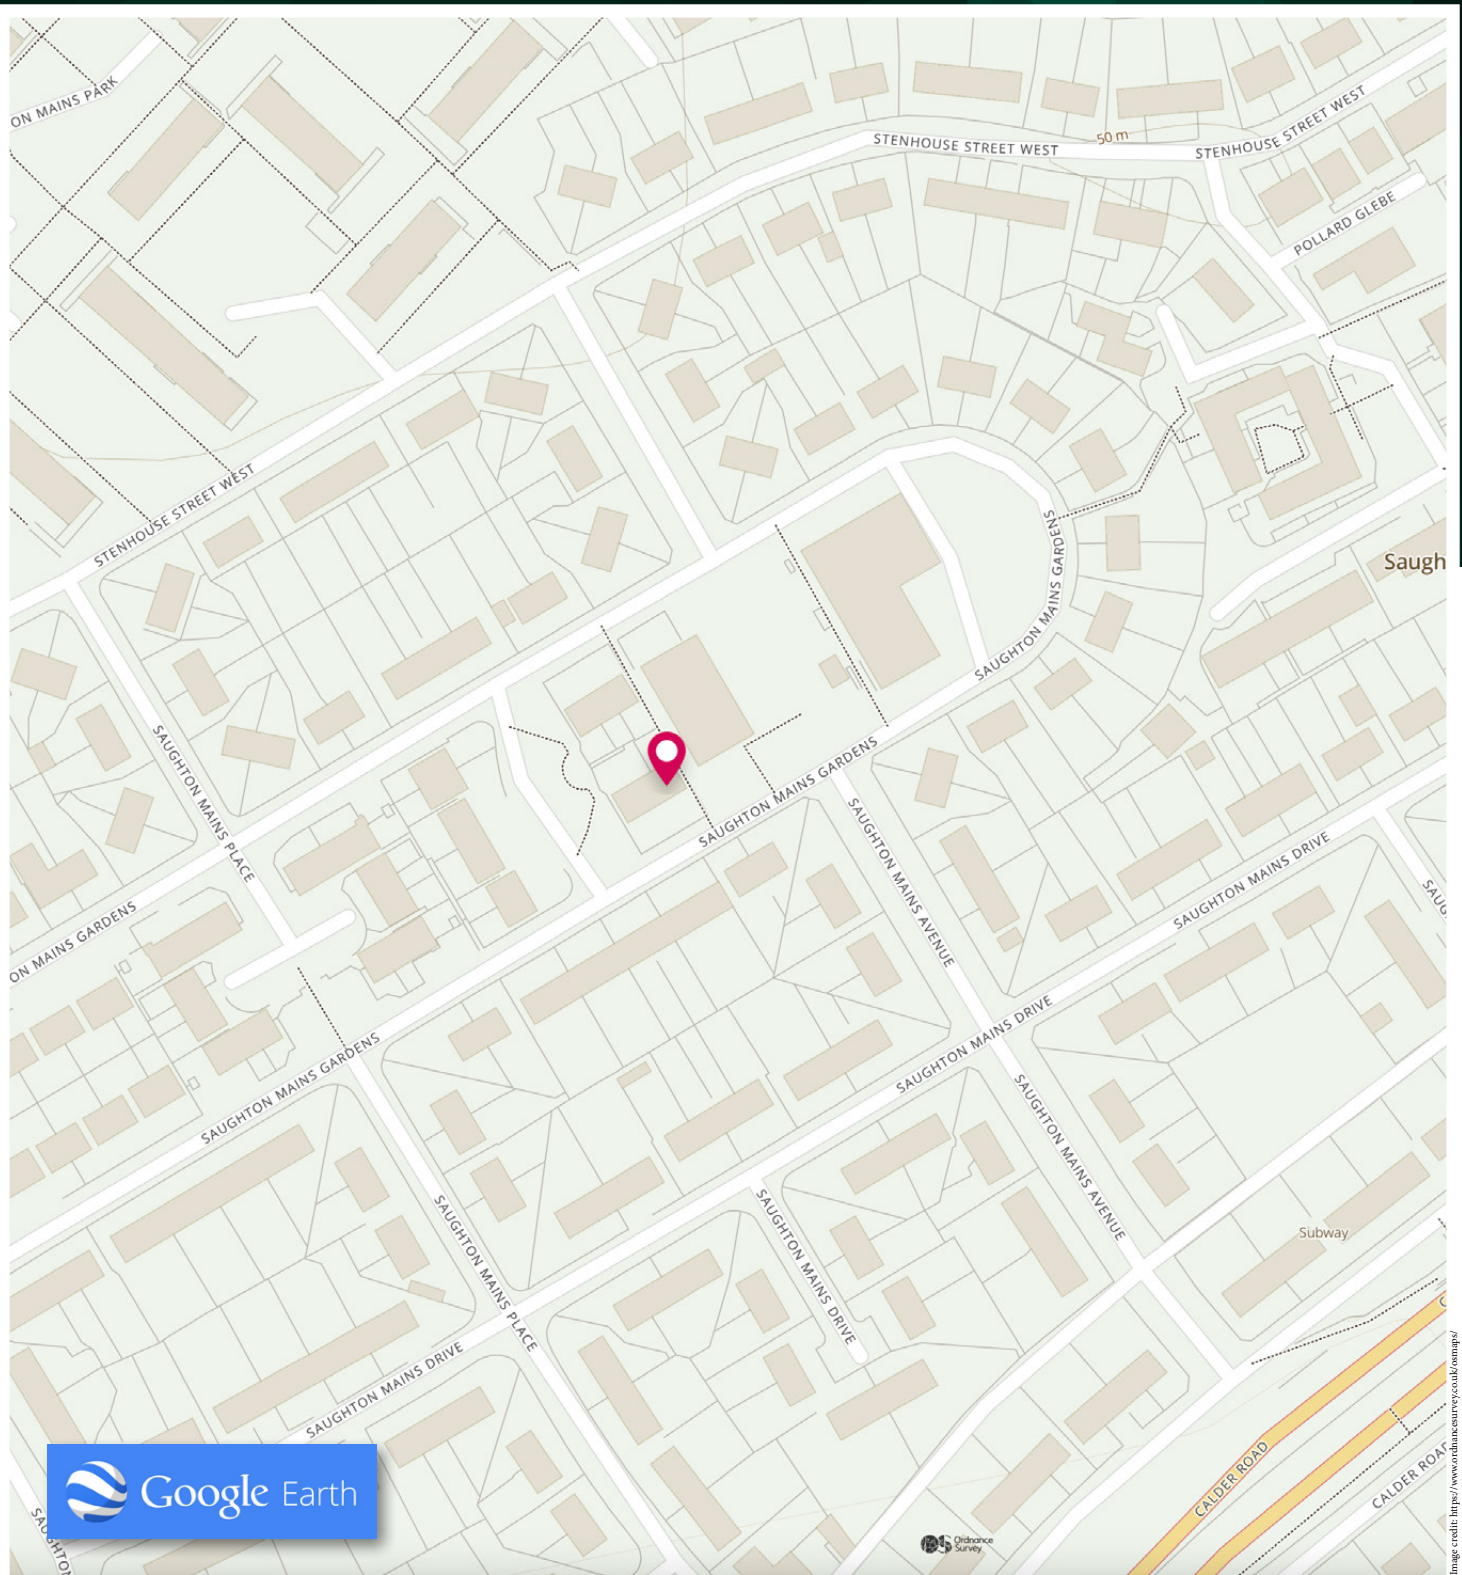 ON MAINS PARK
STENHOUSE STREET WEST
50 m
STENHOUSE STREET WEST
POLLARD GLEBE
STENHOUSE STREET WEST
Saugh
SAUGHTON MAINS GARDENS
SAUGHTON MAINS PLACE
SAUGHTON MAINS GARDENS
SAUGHTON MAINS AVENUE
SAUGHTON MAINS DRIVE
SAUG
ON MAINS GARDENS
SAUGHTON MAINS DRIVE
SAUGHTON MAINS GARDENS
SAUGHTON MAINS AVENUE
SAUGHTON MAINS PLACE
SAUGHTON MAINS DRIVE
Subway
SAUGHTON MAINS DRIVE
C
CALDER ROAD
CALDER ROAD
Google Earth
SAUGHTON
Ordnance
Survey
Image credit: https://www.ordnancesurvey.co.uk/osmaps/